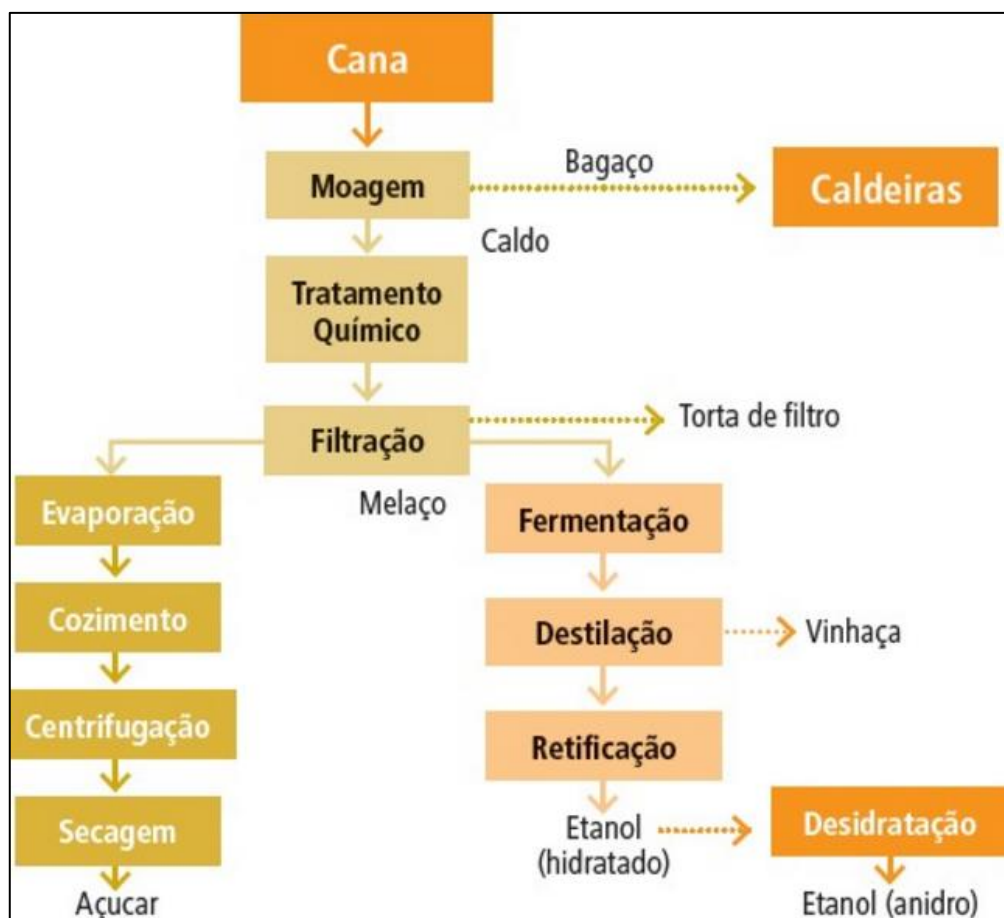 Cana
Moagem
Bagaço
Caldeiras
Caldo
Tratamento
Químico
Filtração
Torta de filtro
Melaço
Evaporação
Cozimento
Centrifugação
Secagem
Açucar
Fermentação
Destilação
Vinhaça
Retificação
Etanol
(hidratado)
Desidratação
Etanol (anidro)